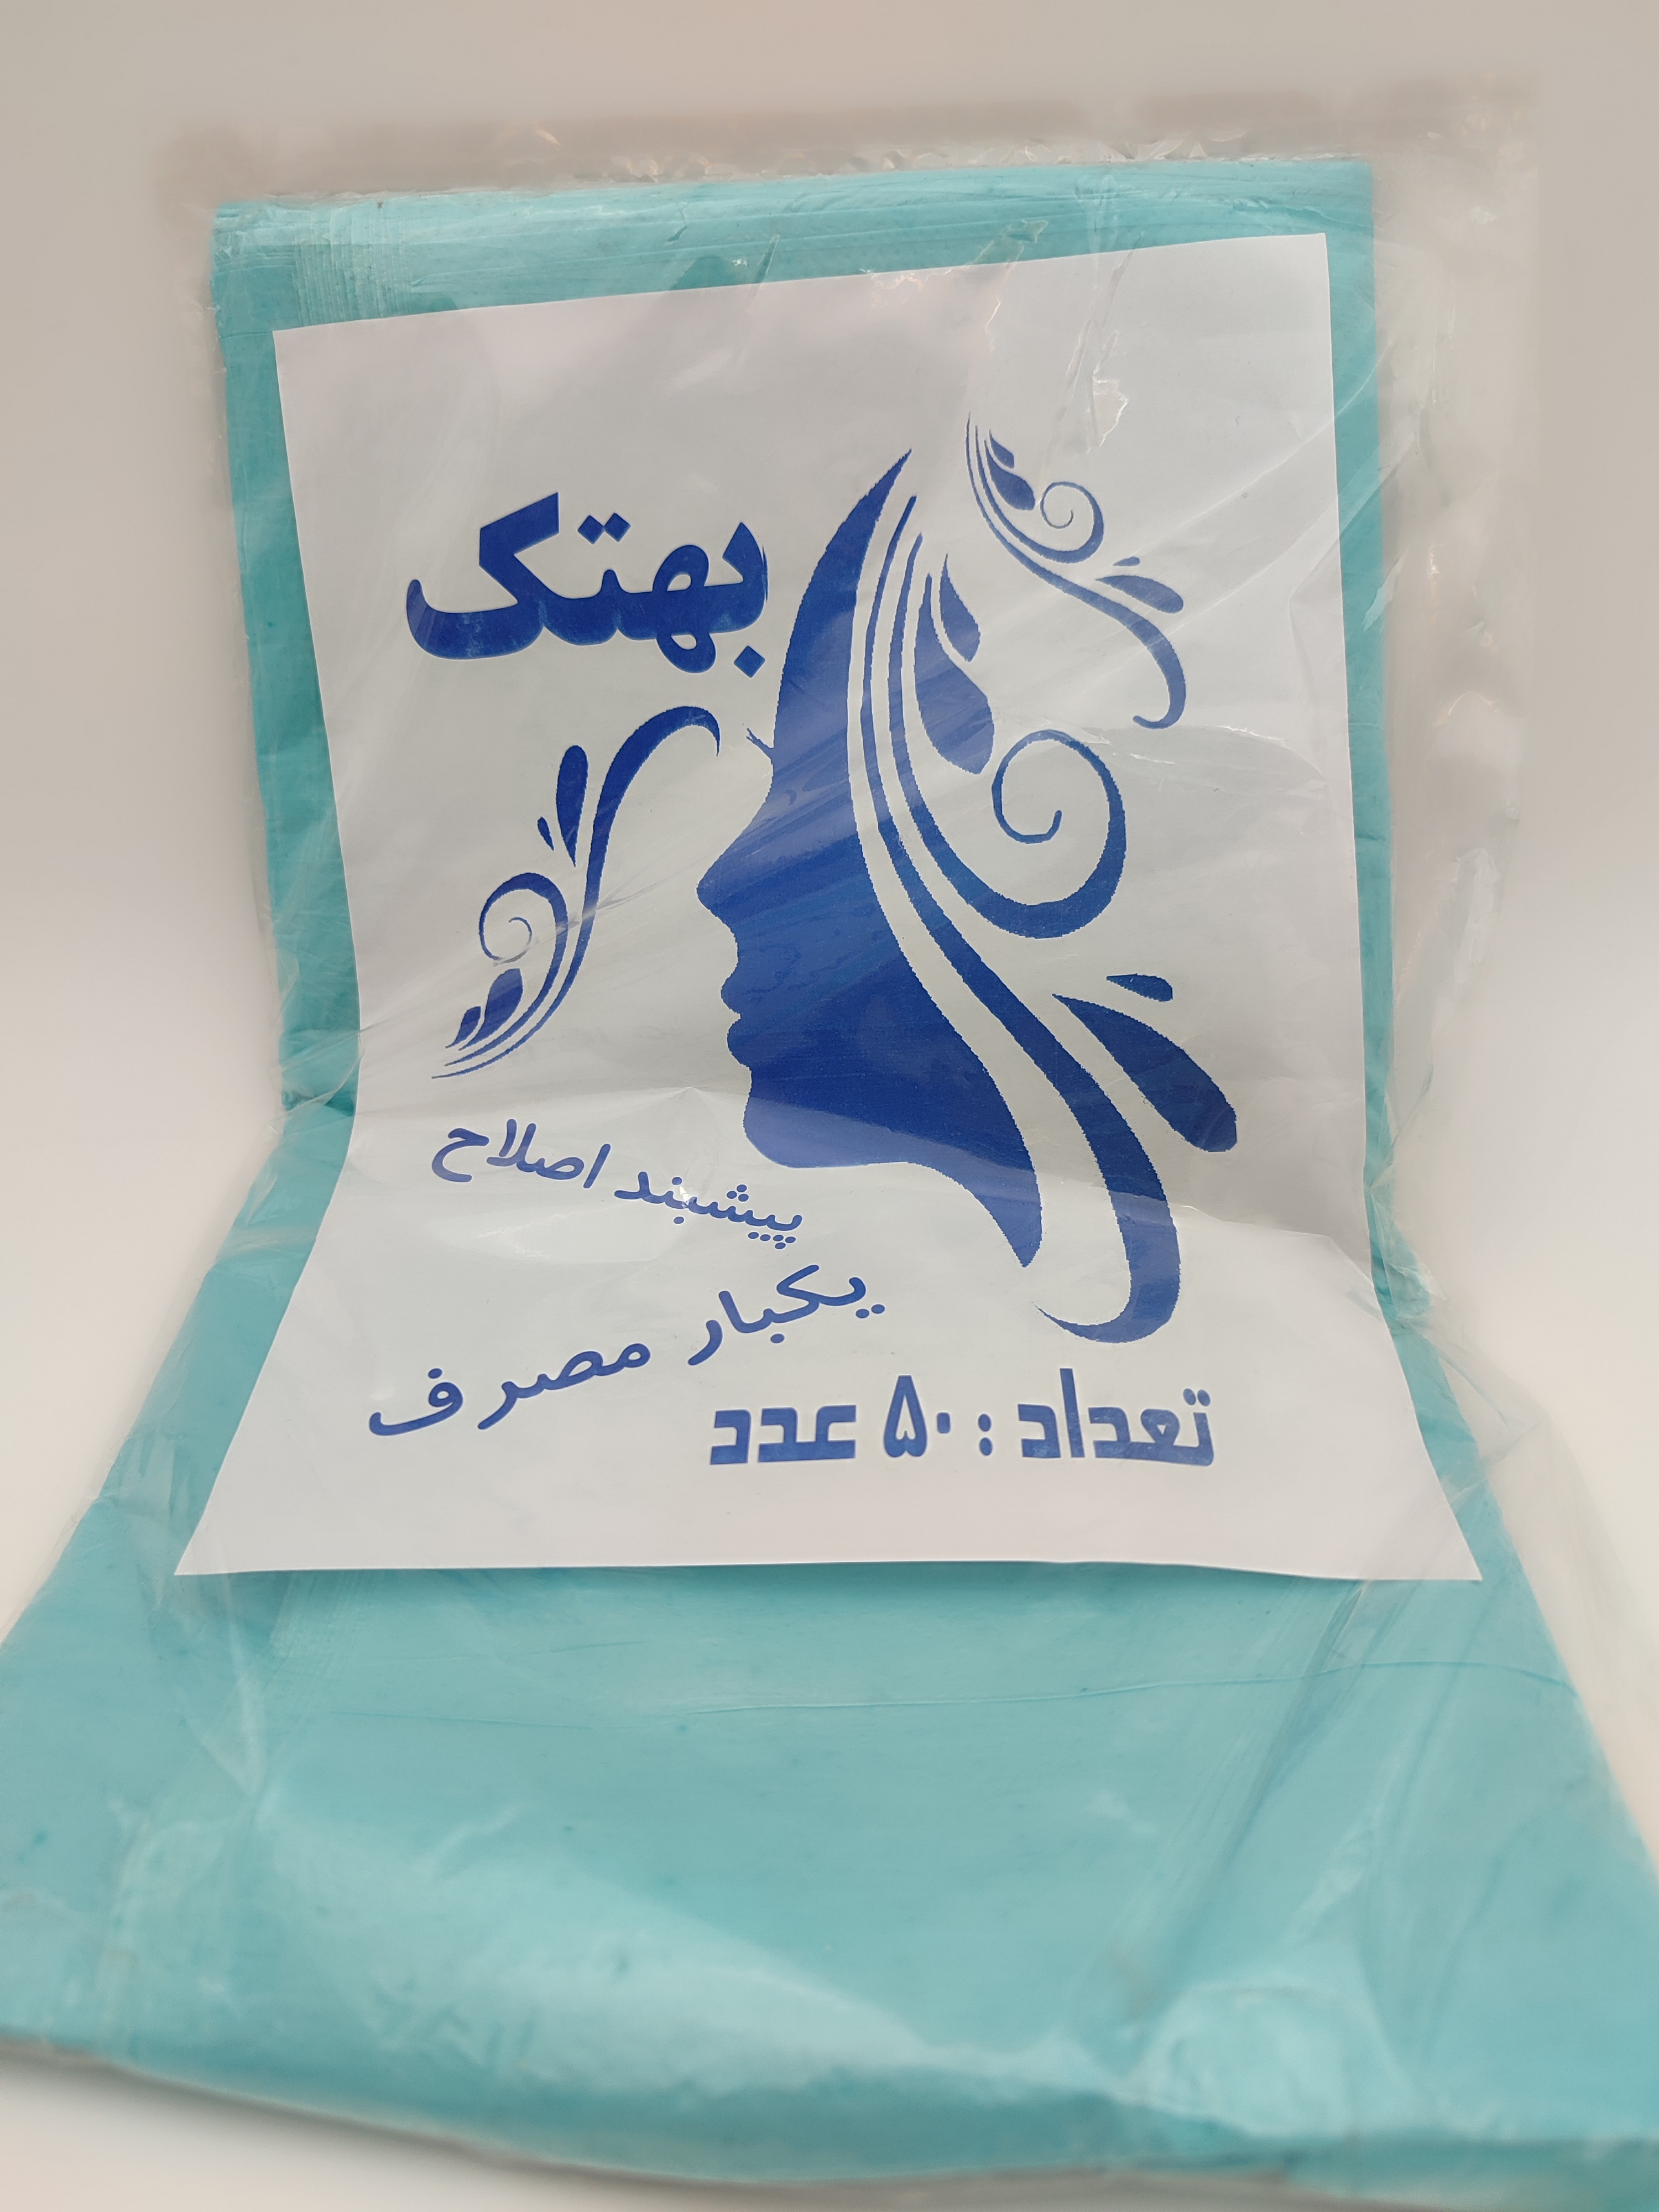 بهتک
پیشبند اصلاح
یکبار مصرف
تعداد : ۵۰ عدد